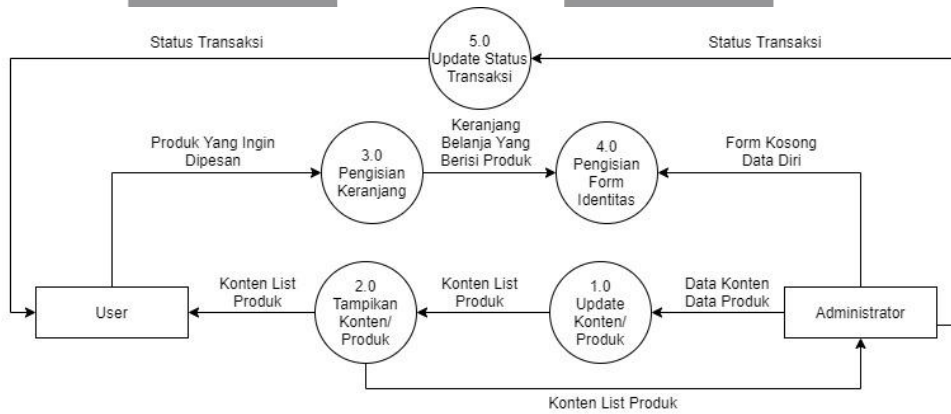 Status Transaksi
5.0
Update Status
Transaksi
Status Transaksi
Produk Yang Ingin
Dipesan
3.0
Pengisian
Keranjang
Keranjang
Belanja Yang
Berisi Produk
4.0
Pengisian
Form
Identitas
Form Kosong
Data Diri
User
Konten List
Produk
2.0
Tampikan
Konten/
Produk
Konten List
Produk
1.0
Update
Konten/
Produk
Data Konten
Data Produk
Administrator
Konten List Produk